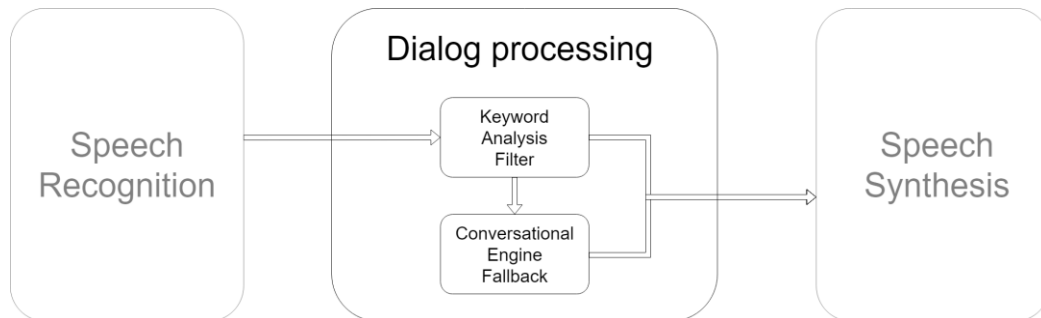 Speech
Recognition
Dialog processing
Keyword
Analysis
Filter
Conversational
Engine
Fallback
Speech
Synthesis